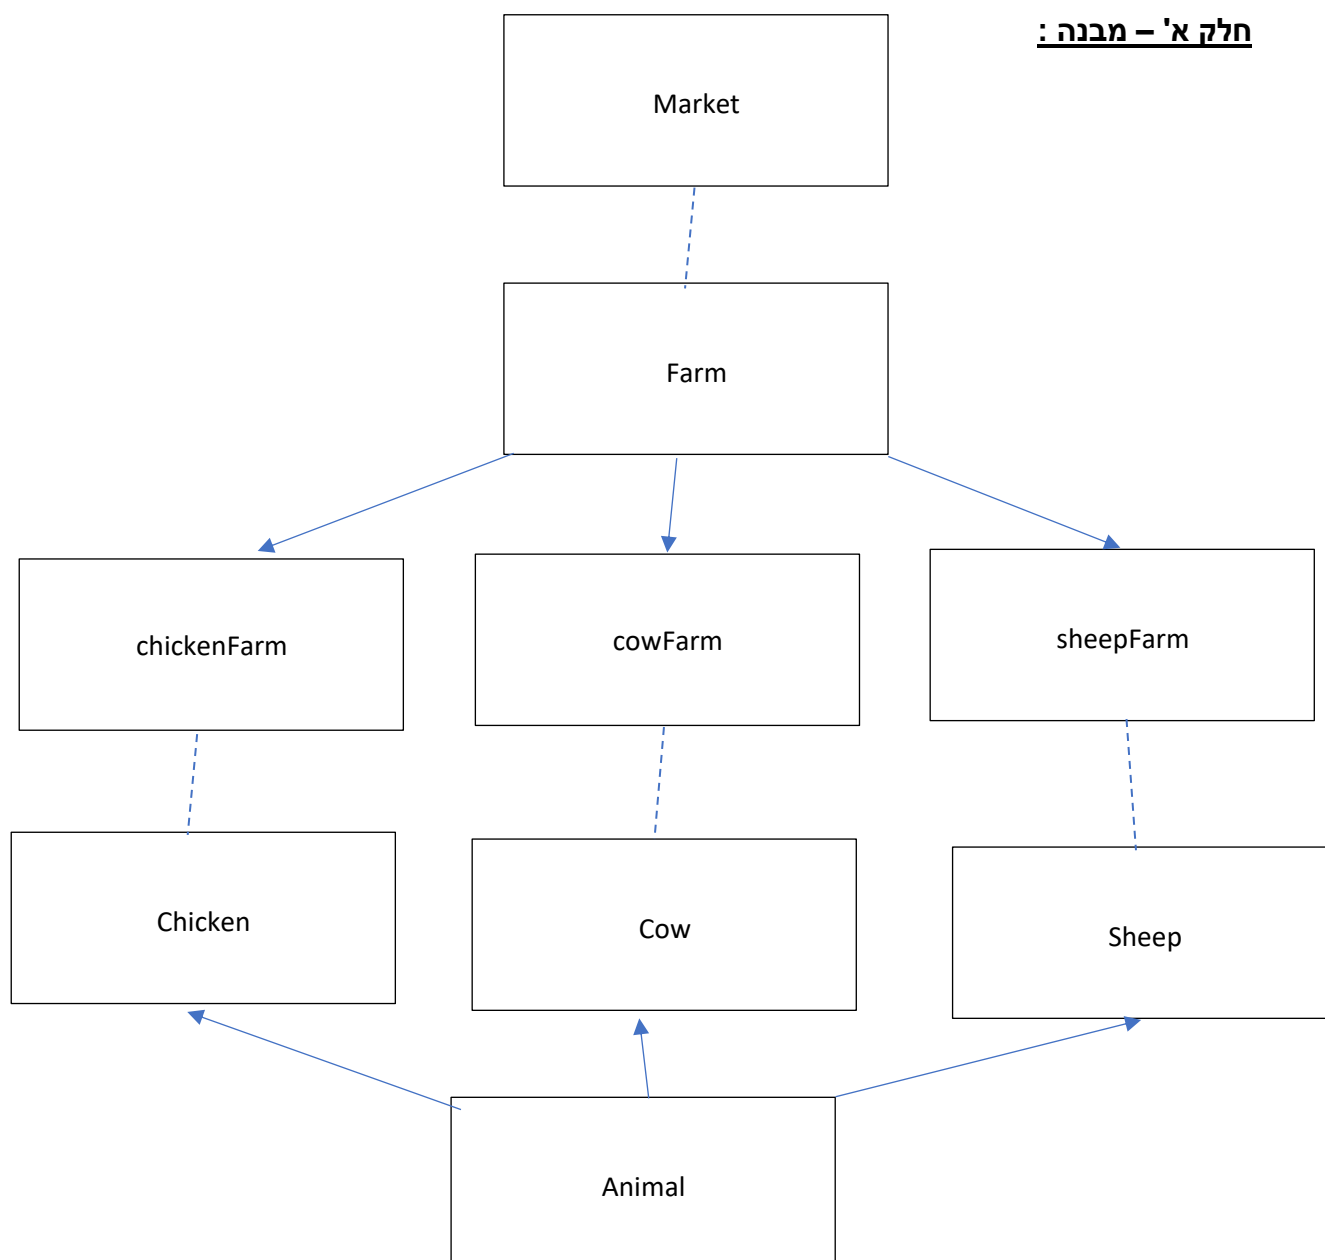 חלק א' – מבנה :
Market
Farm
chickenFarm
cowFarm
sheepFarm
Chicken
Cow
Sheep
Animal